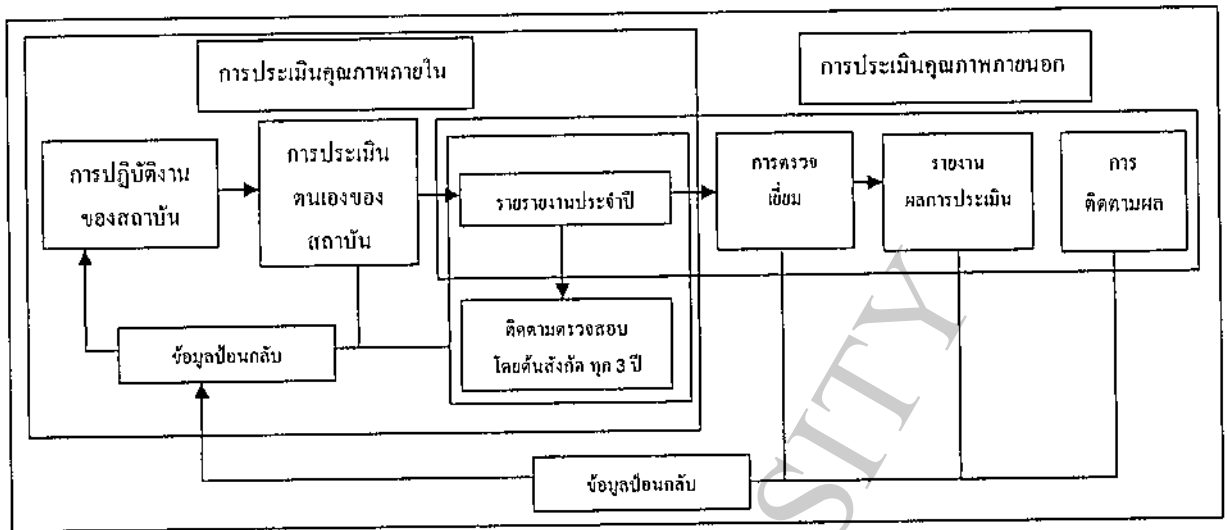 การประเมินคุณภาพภายใน
การประเมินคุณภาพภายนอก
การปฏิบัติงาน
ของสถาบัน
การประเมิน
ตนเองของ
สถาบัน
รายรายงานประจำปี
การตรวจ
เยี่ยม
รายงาน
ผลการประเมิน
การ
ติดตามผล
ข้อมูลป้อนกลับ
ติดตามตรวจสอบ
โดยต้นสังกัด ทุก 3 ปี
ข้อมูลป้อนกลับ
SITY